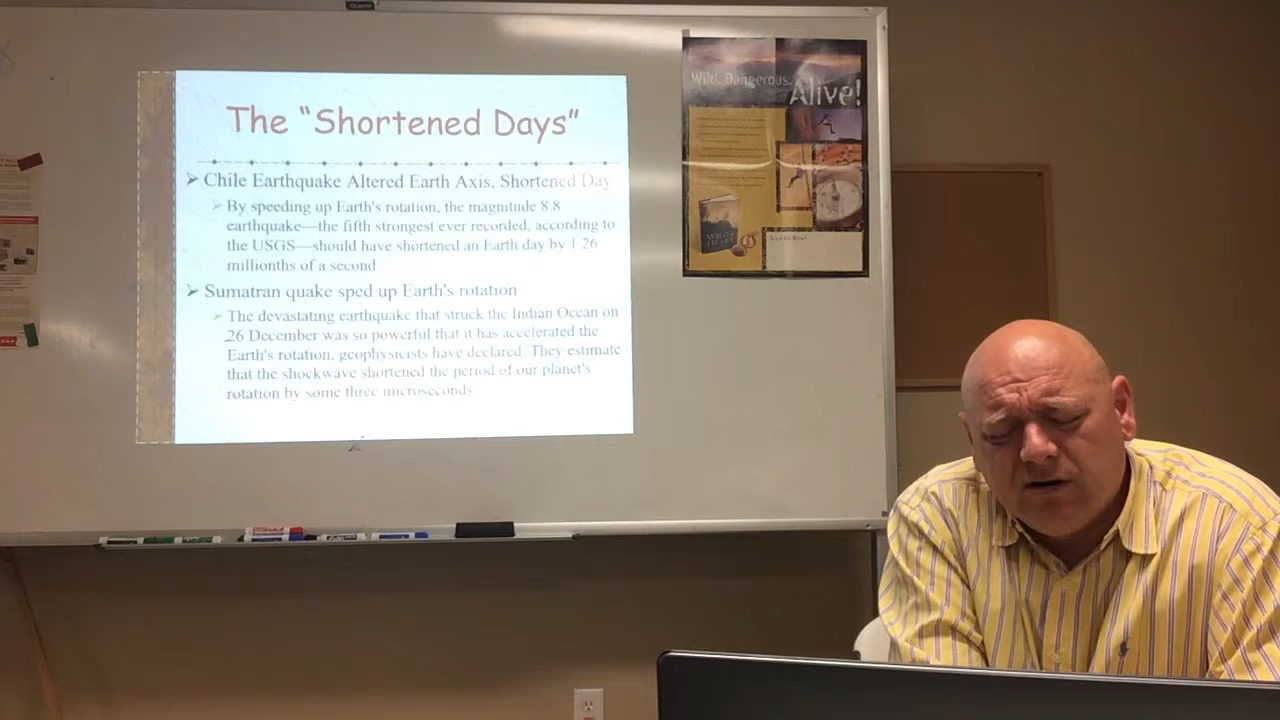 The "Shortened Days"
Chile Earthquake Altered Earth Axis, Shortened Day
By speeding up Earth's rotation, the magnitude 8.8
earthquake—the fifth strongest ever recorded, according to
the USGS—should have shortened an Earth day by 1.26
millionths of a second
Sumatran quake sped up Earth's rotation
The devastating earthquake that struck the Indian Ocean on
26 December was so powerful that it has accelerated the
Earth's rotation, geophysicists have declared. They estimate
that the shockwave shortened the period of our planet's
rotation by some three microseconds
Wild. Dangerous.
Alive!